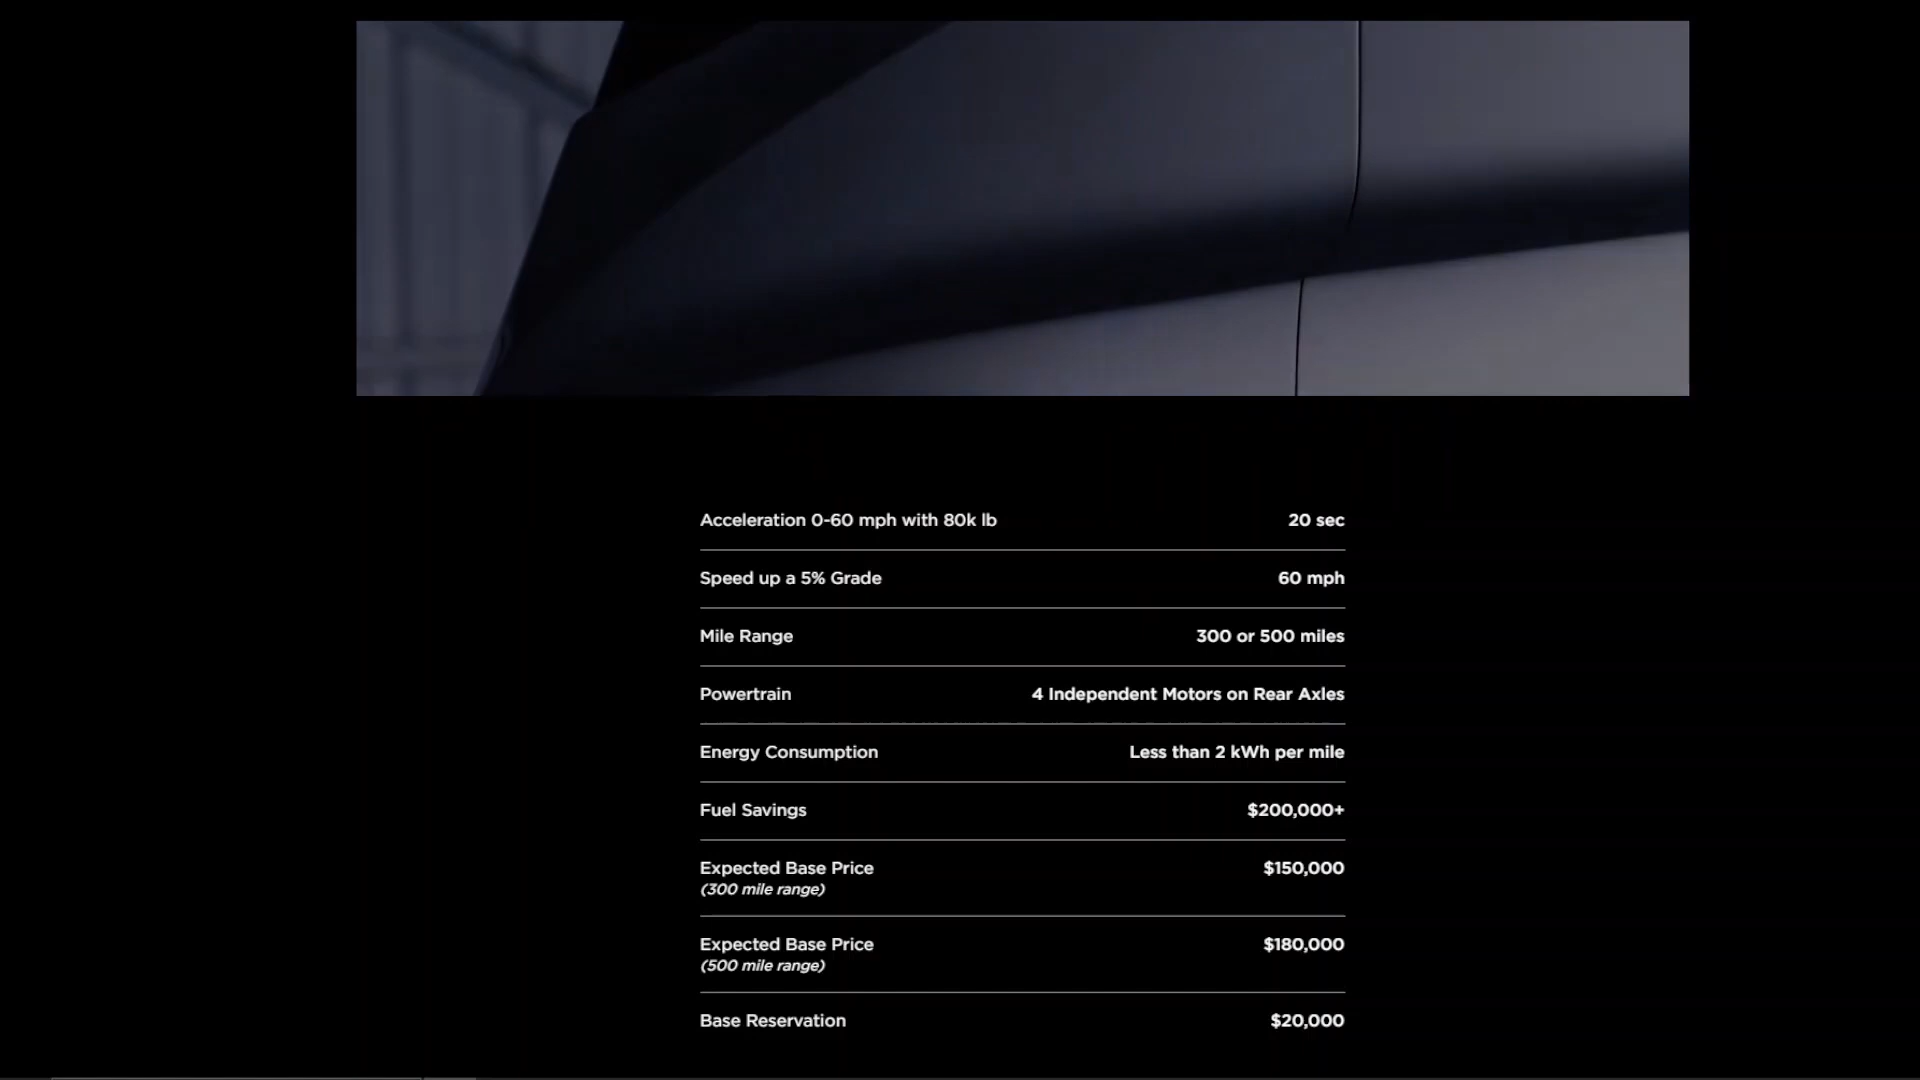 Acceleration 0-60 mph with 80k lb 20 sec
Speed up a 5% Grade 60 mph
Mile Range 300 or 500 miles
Powertrain 4 Independent Motors on Rear Axles
Energy Consumption Less than 2 kWh per mile
Fuel Savings $200,000+
Expected Base Price $150,000
(300 mile range)
Expected Base Price $180,000
(500 mile range)
Base Reservation $20,000